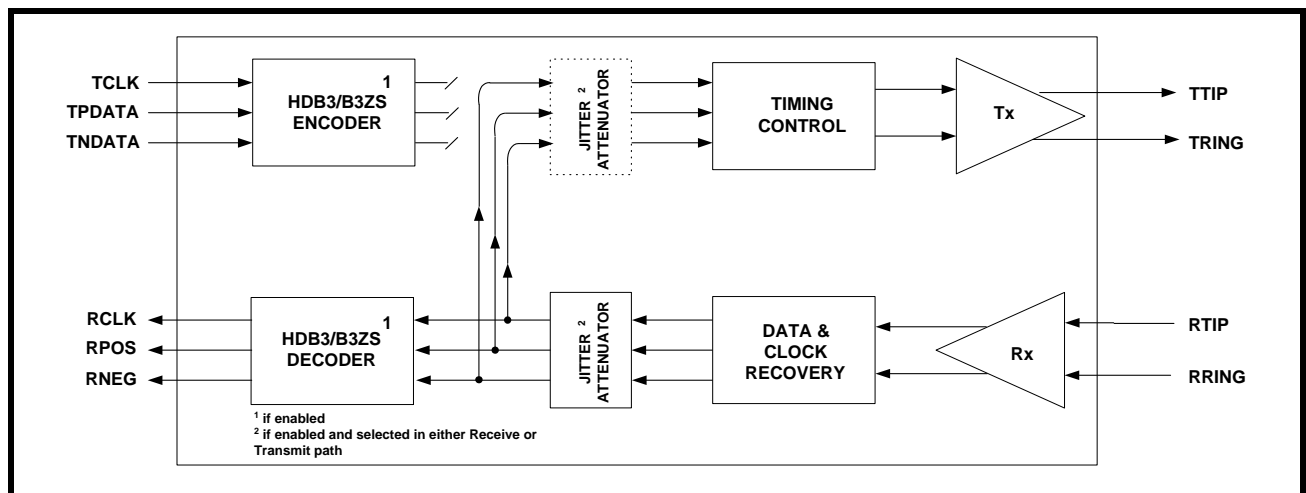 TCLK
TPDATA
TNDATA
HDB3/B3ZS 1
ENCODER
JITTER 2
ATTENUATOR
TIMING
CONTROL
Tx
TTIP
TRING
RCLK
RPOS
RNEG
HDB3/B3ZS 1
DECODER
JITTER 2
ATTENUATOR
DATA &
CLOCK
RECOVERY
Rx
RTIP
RRING
1 if enabled
2 if enabled and selected in either Receive or
Transmit path